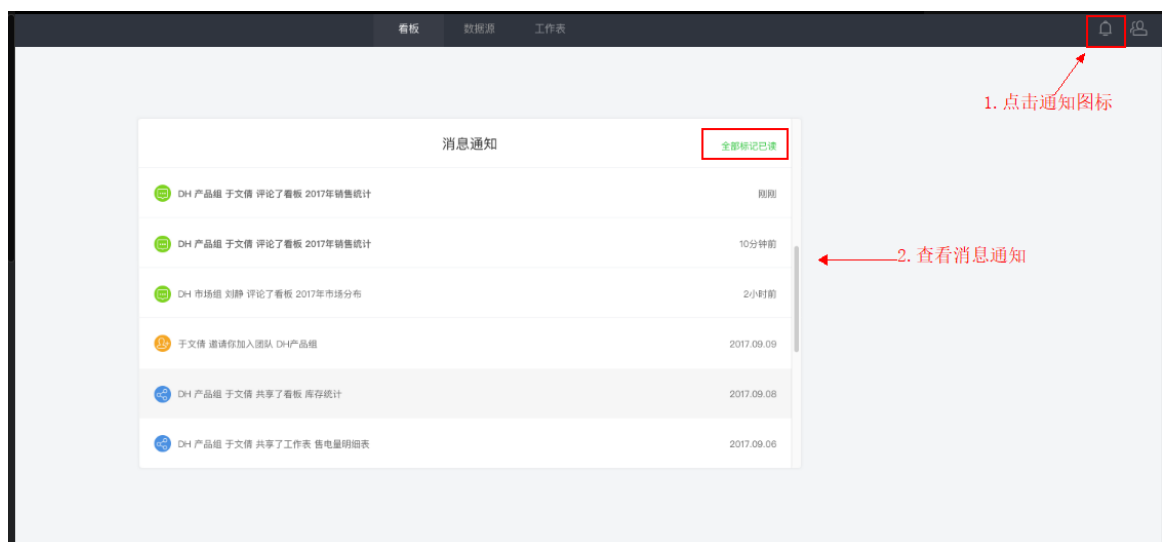 看板 数据源 工作表
1. 点击通知图标
消息通知 全部标记已读
DH 产品组 于文倩 评论了看板 2017年销售统计 刚刚
DH 产品组 于文倩 评论了看板 2017年销售统计 10分钟前
2. 查看消息通知
DH 市场组 刘静 评论了看板 2017年市场分布 2小时前
于文倩 邀请你加入团队 DH产品组 2017.09.09
DH 产品组 于文倩 共享了看板 库存统计 2017.09.08
DH 产品组 于文倩 共享了工作表 售电量明细表 2017.09.06